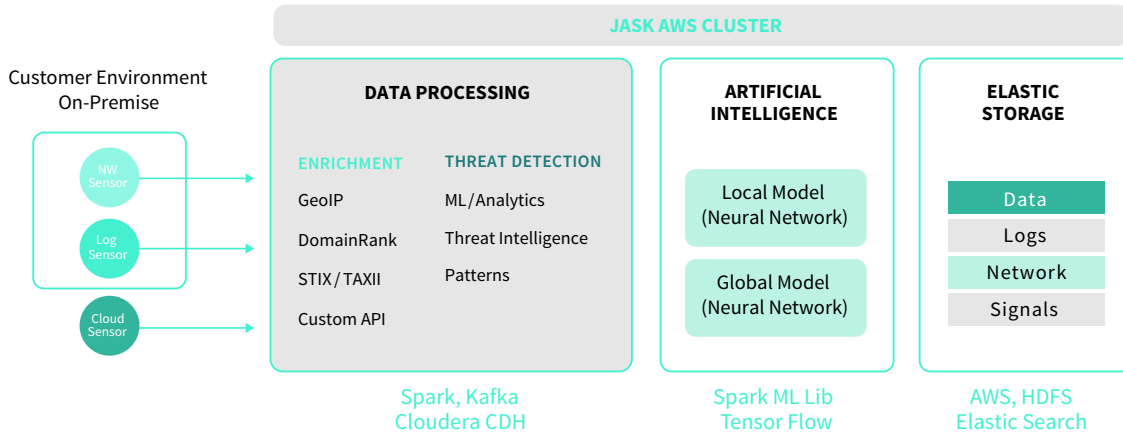 JASK AWS CLUSTER
Customer Environment
On-Premise
NW
Sensor
Log
Sensor
Cloud
Sensor
DATA PROCESSING
ENRICHMENT
GeoIP
DomainRank
STIX / TAXII
Custom API
THREAT DETECTION
ML/Analytics
Threat Intelligence
Patterns
Spark, Kafka
Cloudera CDH
ARTIFICIAL
INTELLIGENCE
Local Model
(Neural Network)
Global Model
(Neural Network)
Spark ML Lib
Tensor Flow
ELASTIC
STORAGE
Data
Logs
Network
Signals
AWS, HDFS
Elastic Search